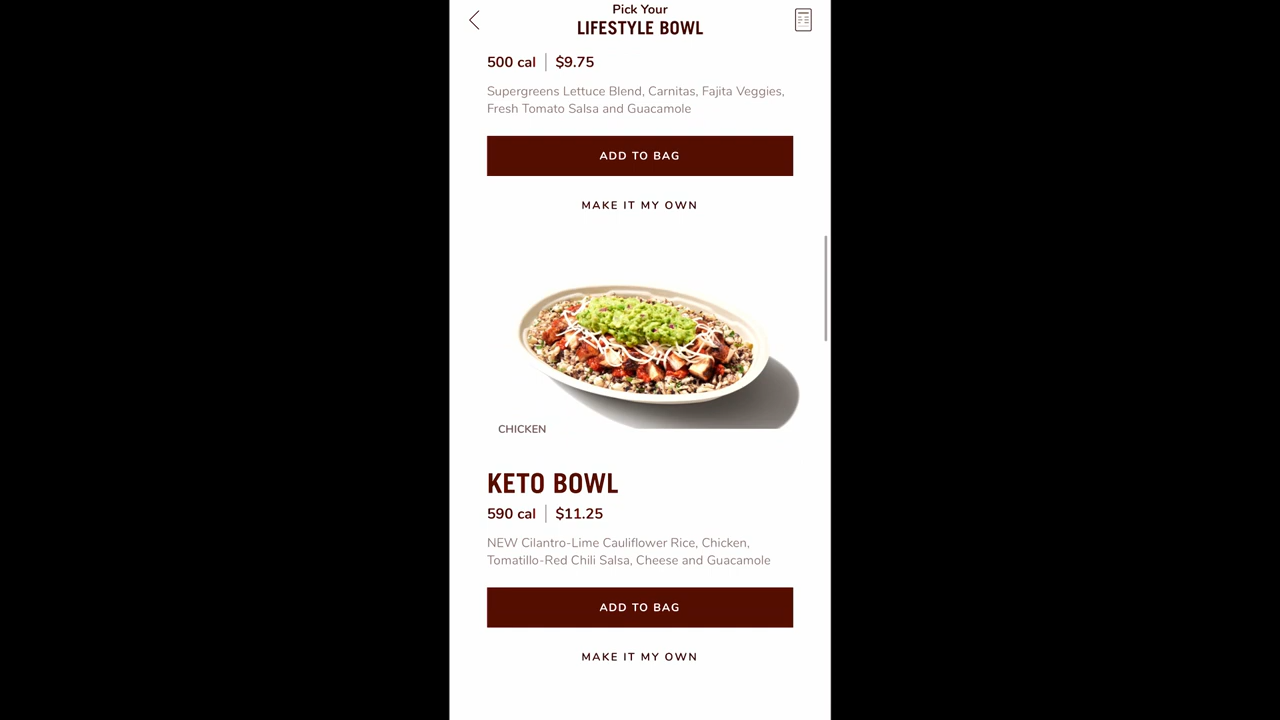 Pick Your
LIFESTYLE BOWL
500 cal | $9.75
Supergreens Lettuce Blend, Carnitas, Fajita Veggies,
Fresh Tomato Salsa and Guacamole
ADD TO BAG
MAKE IT MY OWN
CHICKEN
KETO BOWL
590 cal | $11.25
NEW Cilantro-Lime Cauliflower Rice, Chicken,
Tomatillo-Red Chili Salsa, Cheese and Guacamole
ADD TO BAG
MAKE IT MY OWN